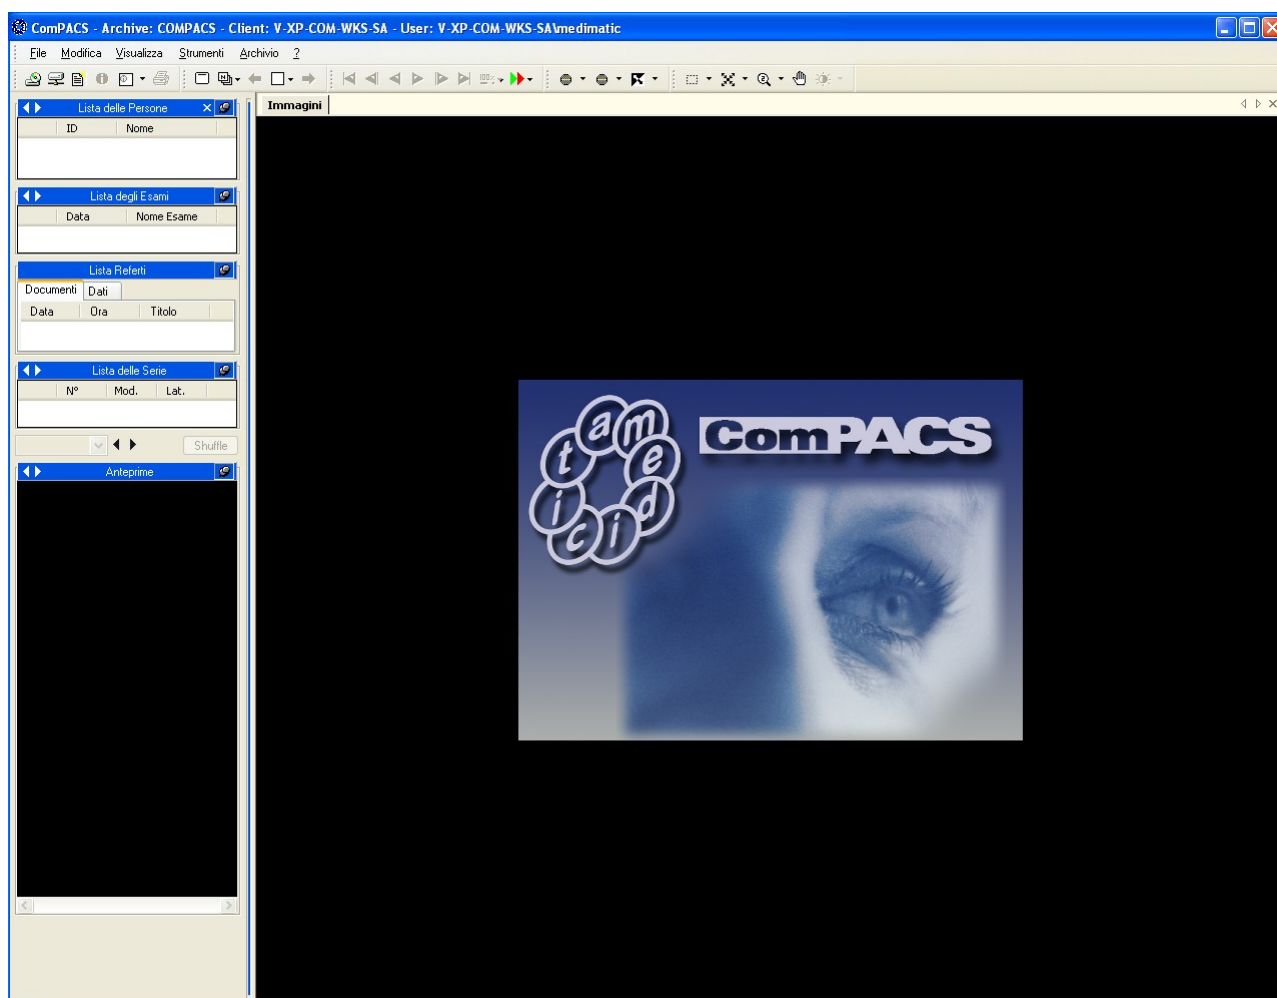 ComPACS - Archive: COMPACS - Client: V-XP-COM-WKS-SA - User: V-XP-COM-WKS-SA\medimatic
File Modifica Visualizza Strumenti Archivio ?
Lista delle Persone
ID Nome
Lista degli Esami
Data Nome Esame
Lista Referti
Documenti Dati
Data Ora Titolo
Lista delle Serie
N° Mod. Lat.
Shuffle
Anteprime
Immagini
medimatic
ComPACS